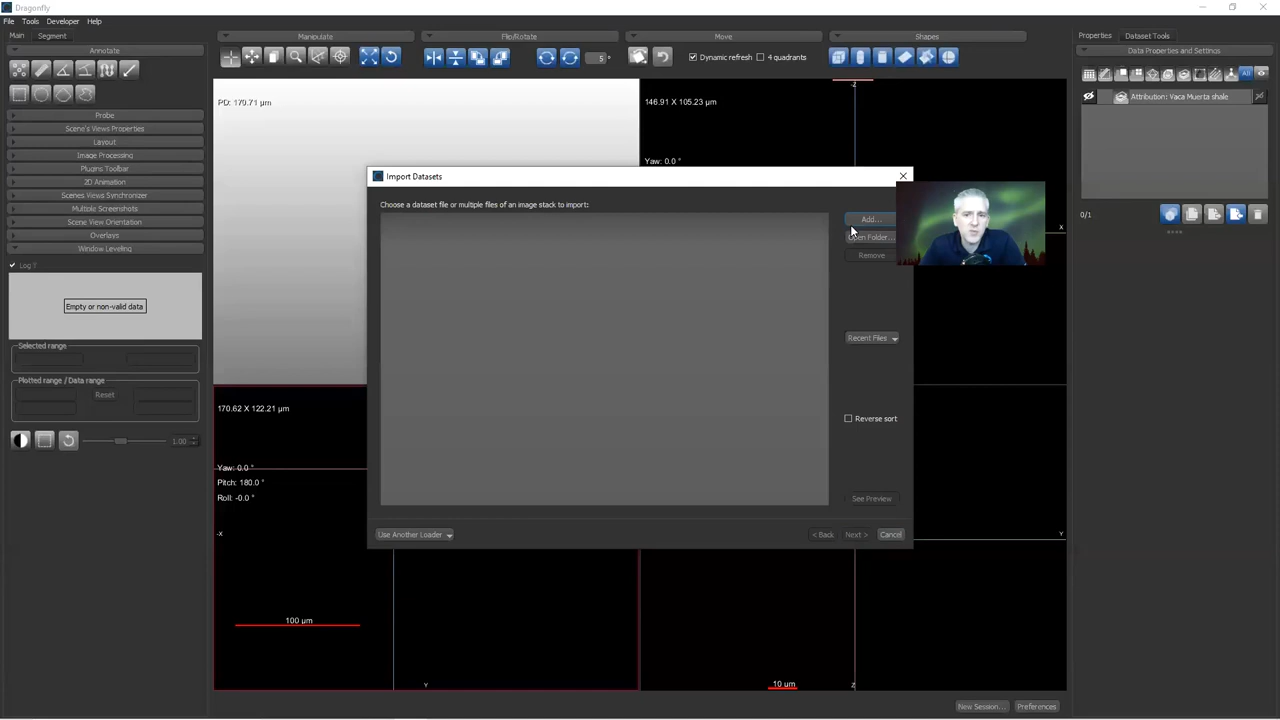 Dragonfly
File Tools Developer Help
Main Segment
Annotate
Probe
Scene's Views Properties
Layout
Image Processing
Plugins Toolbar
2D Animation
Scenes Views Synchronizer
Multiple Screenshots
Scene View Orientation
Overlays
Window Leveling
Log Y
Empty or non-valid data
Selected range
Plotted range / Data range
Reset
1.00
Manipulate
Flip/Rotate
5 °
Move
Dynamic refresh
4 quadrants
Shapes
PD: 170.71 µm
146.91 X 105.23 µm
-Z
Yaw: 0.0 °
X
170.62 X 122.21 µm
Yaw: 0.0 °
Pitch: 180.0 °
Roll: -0.0 °
-X
Y
100 µm
Y
10 µm
Z
Import Datasets
Choose a dataset file or multiple files of an image stack to import:
Add...
Open Folder...
Remove
Recent Files
Reverse sort
See Preview
Use Another Loader
< Back
Next >
Cancel
Properties Dataset Tools
Data Properties and Settings
All
Attribution: Vaca Muerta shale
0/1
New Session...
Preferences